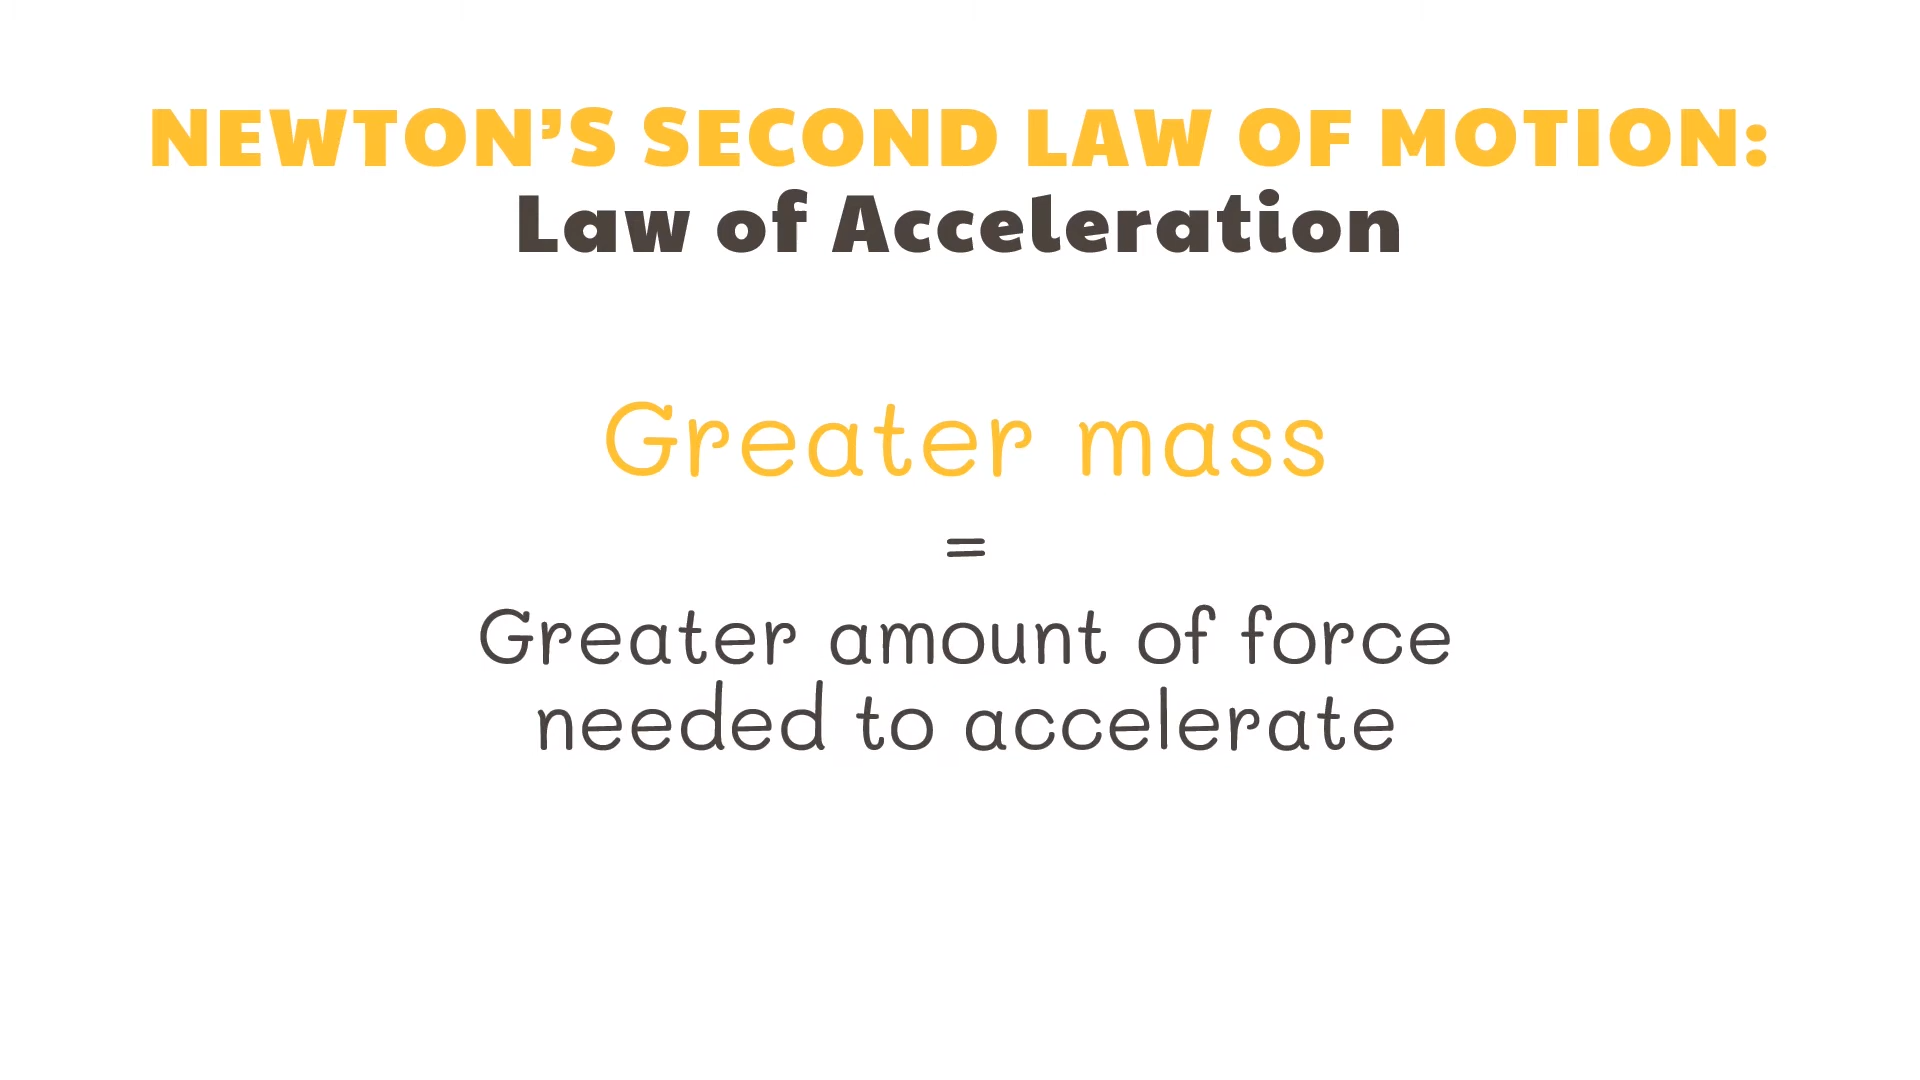 NEWTON’S SECOND LAW OF MOTION:
Law of Acceleration
Greater mass
=
Greater amount of force
needed to accelerate